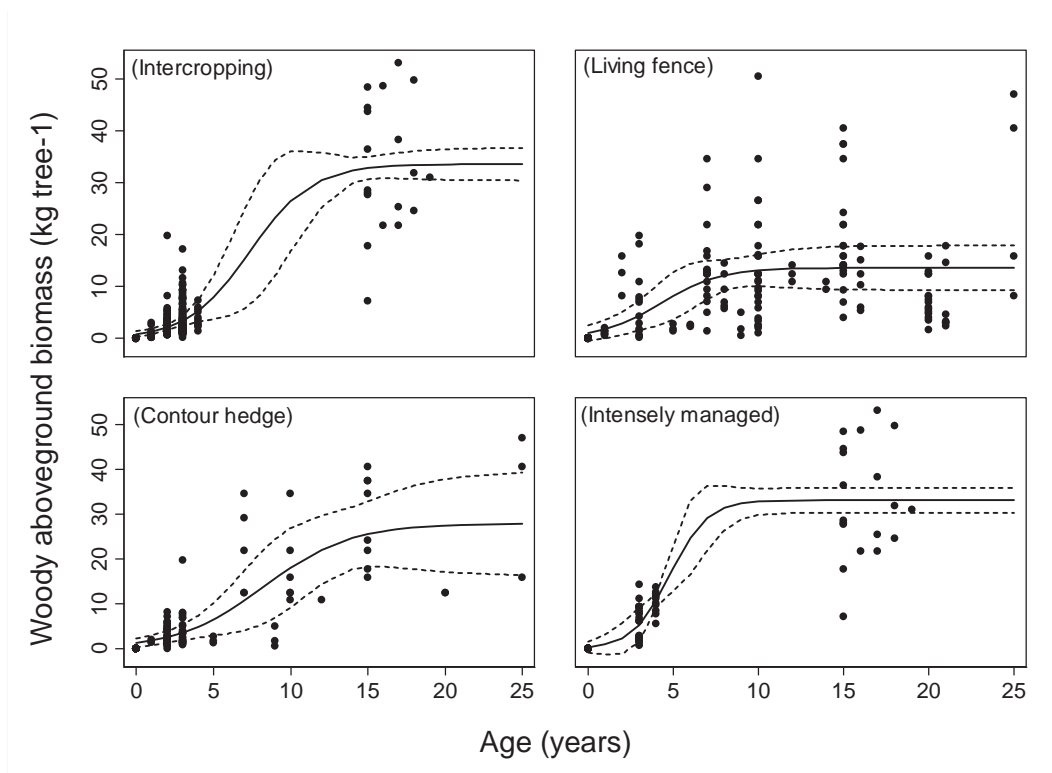 (Intercropping)
(Living fence)
50
40
30
20
10
0
(Contour hedge)
(Intensely managed)
50
40
30
20
10
0
0 5 10 15 20 25
0 5 10 15 20 25
Woody aboveground biomass (kg tree-1)
Age (years)